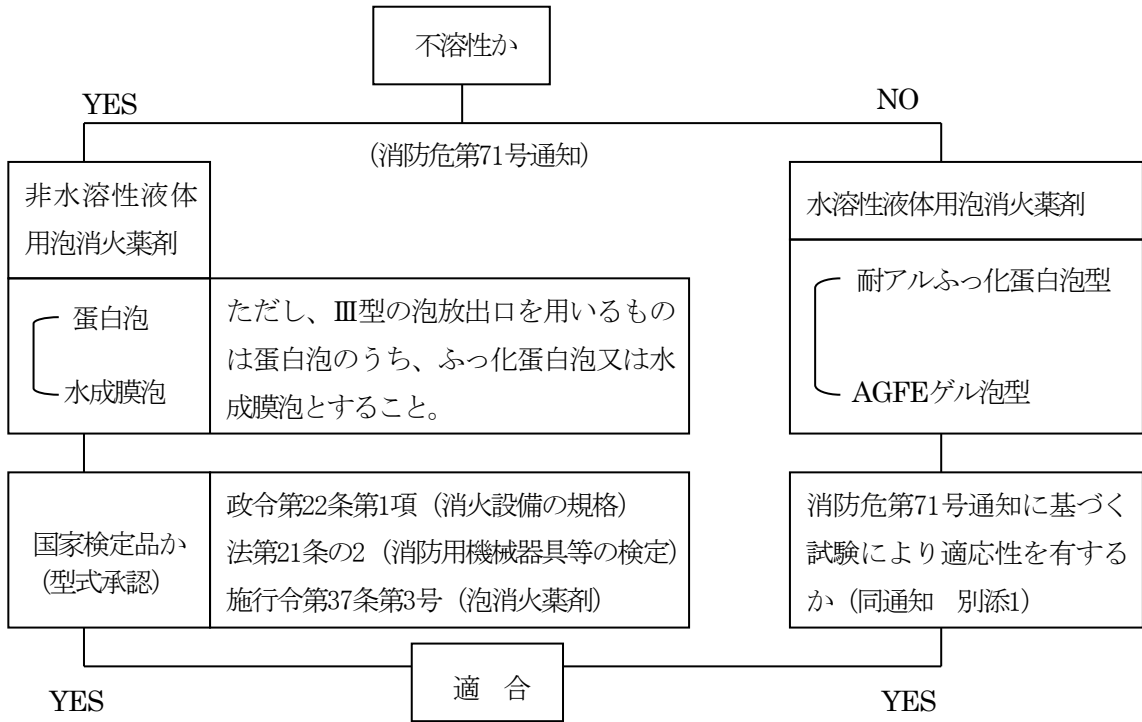 不溶性か
YES
NO
(消防危第71号通知)
非水溶性液体
用泡消火薬剤
水溶性液体用泡消火薬剤
蛋白泡
水成膜泡
ただし、Ⅲ型の泡放出口を用いるもの
は蛋白泡のうち、ふっ化蛋白泡又は水
成膜泡とすること。
耐アルふっ化蛋白泡型
AGFEゲル泡型
国家検定品か
(型式承認)
政令第22条第1項(消火設備の規格)
法第21条の2(消防用機械器具等の検定)
施行令第37条第3号(泡消火薬剤)
消防危第71号通知に基づく
試験により適応性を有する
か(同通知 別添1)
YES
適 合
YES